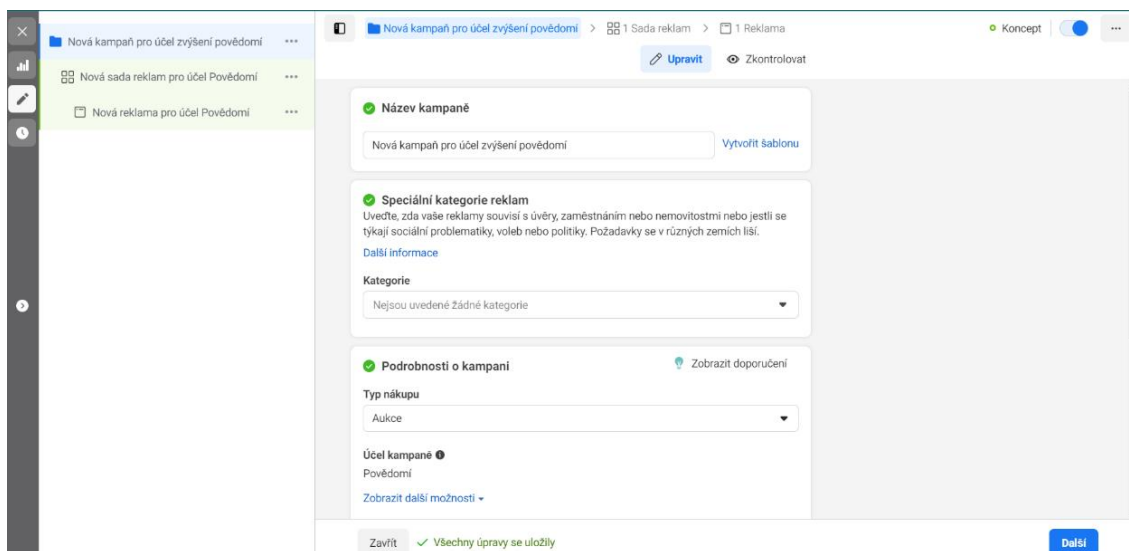 Nová kampaň pro účel zvýšení povědomí
Nová sada reklam pro účel Povědomí
Nová reklama pro účel Povědomí
Nová kampaň pro účel zvýšení povědomí > 1 Sada reklam > 1 Reklama
Koncept
Upravit
Zkontrolovat
Název kampaně
Nová kampaň pro účel zvýšení povědomí
Vytvořit šablonu
Speciální kategorie reklam
Uveďte, zda vaše reklamy souvisí s úvěry, zaměstnáním nebo nemovitostmi nebo jestli se
týkají sociální problematiky, voleb nebo politiky. Požadavky se v různých zemích liší.
Další informace
Kategorie
Nejsou uvedené žádné kategorie
Podrobnosti o kampani
Zobrazit doporučení
Typ nákupu
Aukce
Účel kampaně
Povědomí
Zobrazit další možnosti
Zavřít
Všechny úpravy se uložily
Další